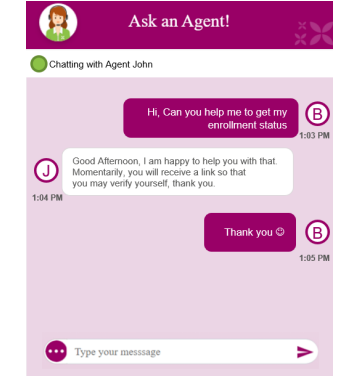 Ask an Agent!
Chatting with Agent John
Hi, Can you help me to get my
enrollment status
B
1:03 PM
Good Afternoon, I am happy to help you with that.
Momentarily, you will receive a link so that
you may verify yourself, thank you.
J
1:04 PM
Thank you ☺
B
1:05 PM
Type your messsage